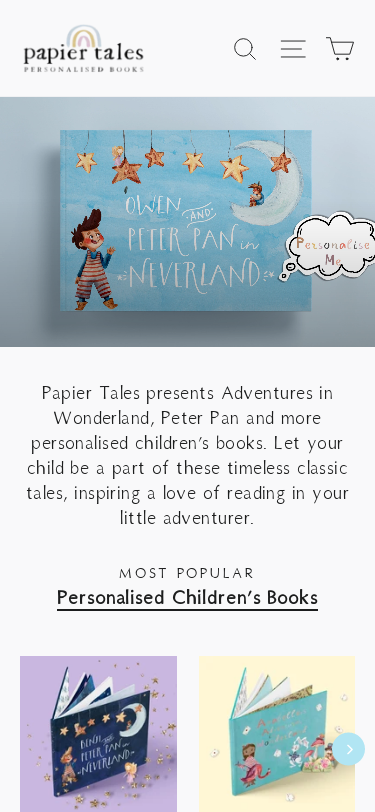 papier tales
PERSONALISED BOOKS
OWEN
AND
PETER PAN in
NEVERLAND
Personalise
Me
Papier Tales presents Adventures in
Wonderland, Peter Pan and more
personalised children's books. Let your
child be a part of these timeless classic
tales, inspiring a love of reading in your
little adventurer.
MOST POPULAR
Personalised Children's Books
PETER PAN in
NEVERLAND